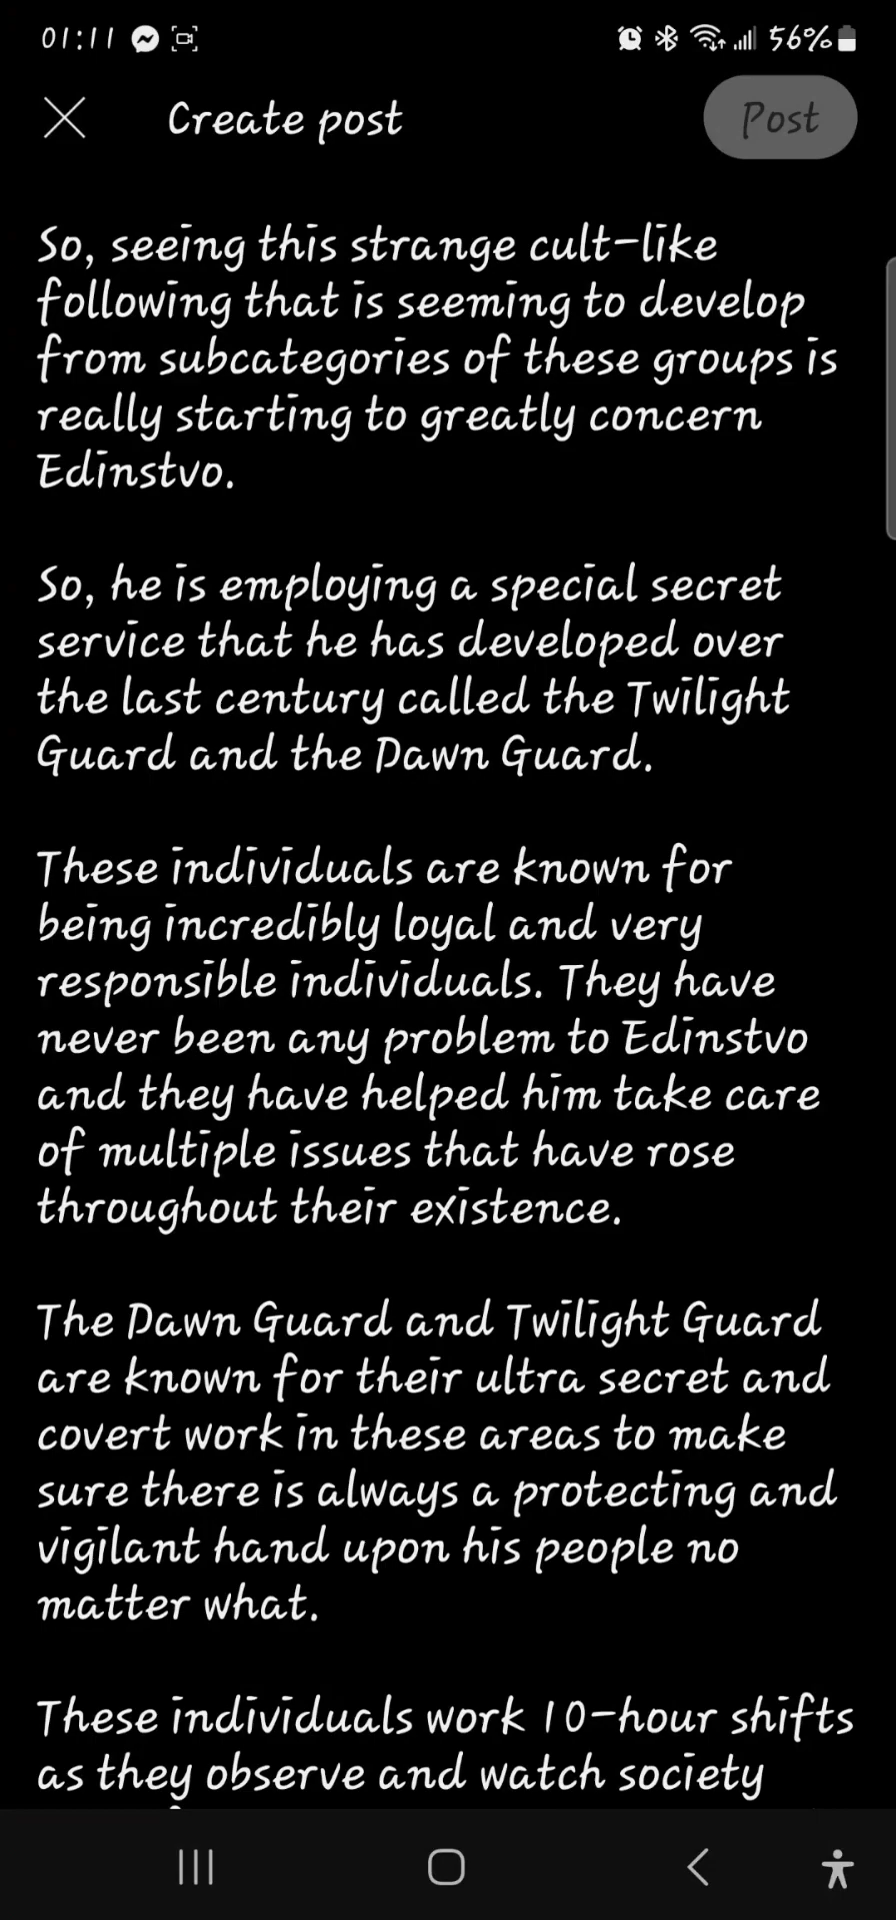 01:11
56%
Create post
Post
So, seeing this strange cult-like
following that is seeming to develop
from subcategories of these groups is
really starting to greatly concern
Edinstvo.
So, he is employing a special secret
service that he has developed over
the last century called the Twilight
Guard and the Dawn Guard.
These individuals are known for
being incredibly loyal and very
responsible individuals. They have
never been any problem to Edinstvo
and they have helped him take care
of multiple issues that have rose
throughout their existence.
The Dawn Guard and Twilight Guard
are known for their ultra secret and
covert work in these areas to make
sure there is always a protecting and
vigilant hand upon his people no
matter what.
These individuals work 10-hour shifts
as they observe and watch society